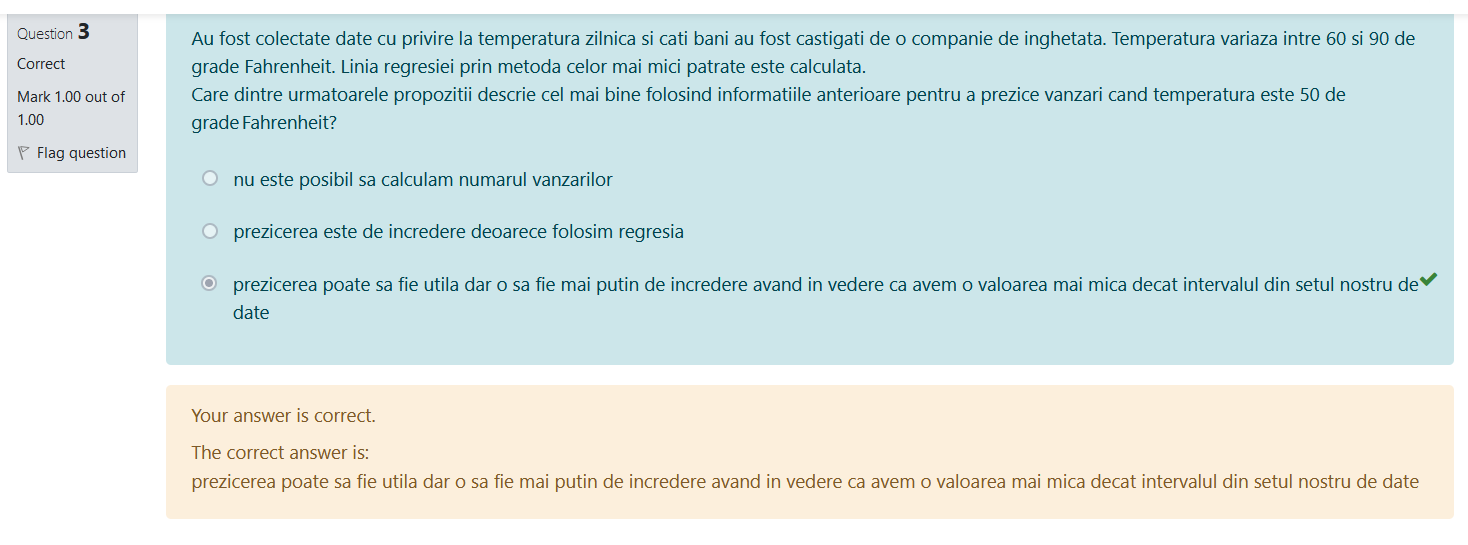 Question 3
Correct
Mark 1.00 out of
1.00
Flag question
Au fost colectate date cu privire la temperatura zilnica si cati bani au fost castigati de o companie de inghetata. Temperatura variaza intre 60 si 90 de
grade Fahrenheit. Linia regresiei prin metoda celor mai mici patrate este calculata.
Care dintre urmatoarele propozitii descrie cel mai bine folosind informatiile anterioare pentru a prezice vanzari cand temperatura este 50 de
grade Fahrenheit?
nu este posibil sa calculam numarul vanzarilor
prezicerea este de incredere deoarece folosim regresia
prezicerea poate sa fie utila dar o sa fie mai putin de incredere avand in vedere ca avem o valoarea mai mica decat intervalul din setul nostru de
date
Your answer is correct.
The correct answer is:
prezicerea poate sa fie utila dar o sa fie mai putin de incredere avand in vedere ca avem o valoarea mai mica decat intervalul din setul nostru de date